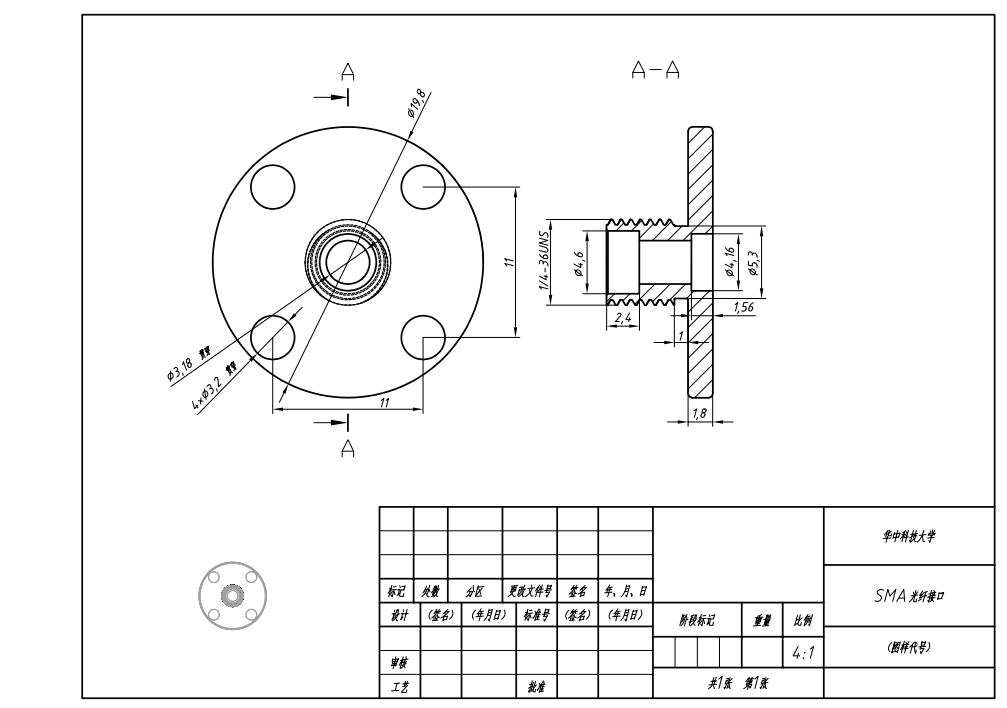 A
A-A
Ø19,8
11
1/4-36UNS
Ø4,6
Ø4,16
Ø5,3
2,4
1
1,56
Ø3,18 贯穿
4×Ø3,2 贯穿
11
1,8
A
标记 处数 分区 更改文件号 签名 年、月、日
设计 (签名) (年月日) 标准号 (签名) (年月日)
审核
工艺 批准
阶段标记 重量 比例
4:1
共1张 第1张
华中科技大学
SMA 光纤接口
(图样代号)